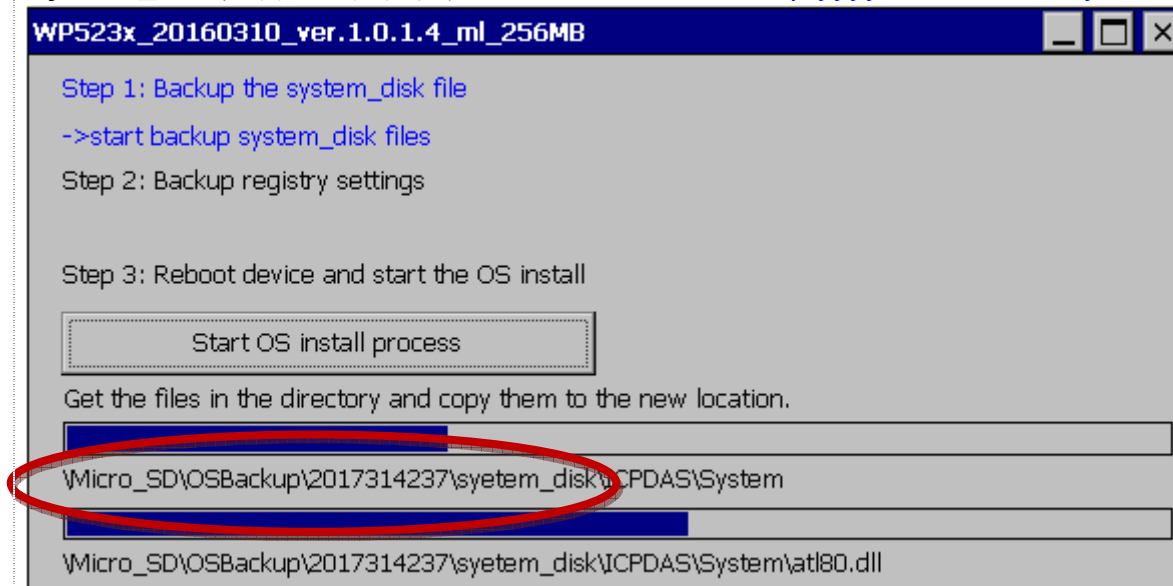 WP523x_20160310_ver.1.0.1.4_ml_256MB
Step 1: Backup the system_disk file
->start backup system_disk files
Step 2: Backup registry settings
Step 3: Reboot device and start the OS install
Start OS install process
Get the files in the directory and copy them to the new location.
\Micro_SD\OSBackup\2017314237\syetem_disk\ICPDAS\System
\Micro_SD\OSBackup\2017314237\syetem_disk\ICPDAS\System\atl80.dll